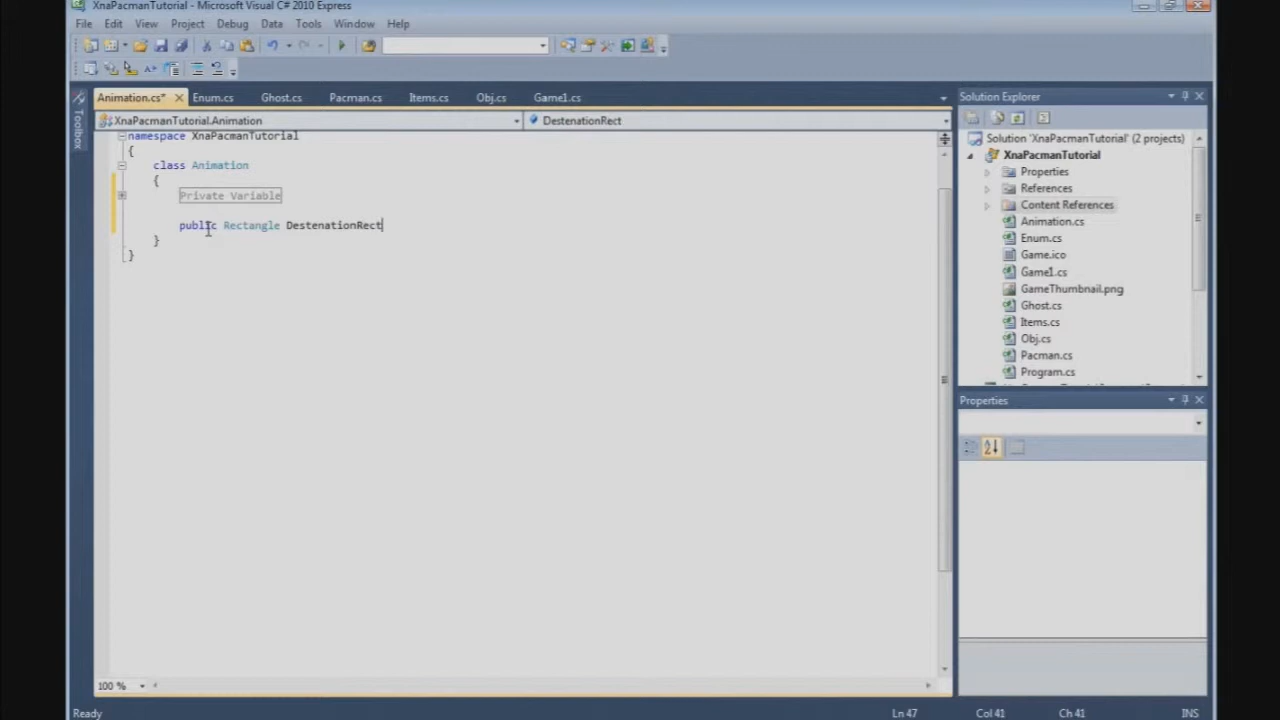 XnaPacmanTutorial - Microsoft Visual C# 2010 Express
File Edit View Project Debug Data Tools Window Help
Toolbox
Animation.cs* Enum.cs Ghost.cs Pacman.cs Items.cs Obj.cs Game1.cs
XnaPacmanTutorial.Animation DestenationRect
namespace XnaPacmanTutorial
{
class Animation
{
Private Variable
public Rectangle DestenationRect
}
}
100 %
Solution Explorer
Solution 'XnaPacmanTutorial' (2 projects)
XnaPacmanTutorial
Properties
References
Content References
Animation.cs
Enum.cs
Game.ico
Game1.cs
GameThumbnail.png
Ghost.cs
Items.cs
Obj.cs
Pacman.cs
Program.cs
Properties
Ready Ln 47 Col 41 Ch 41 INS